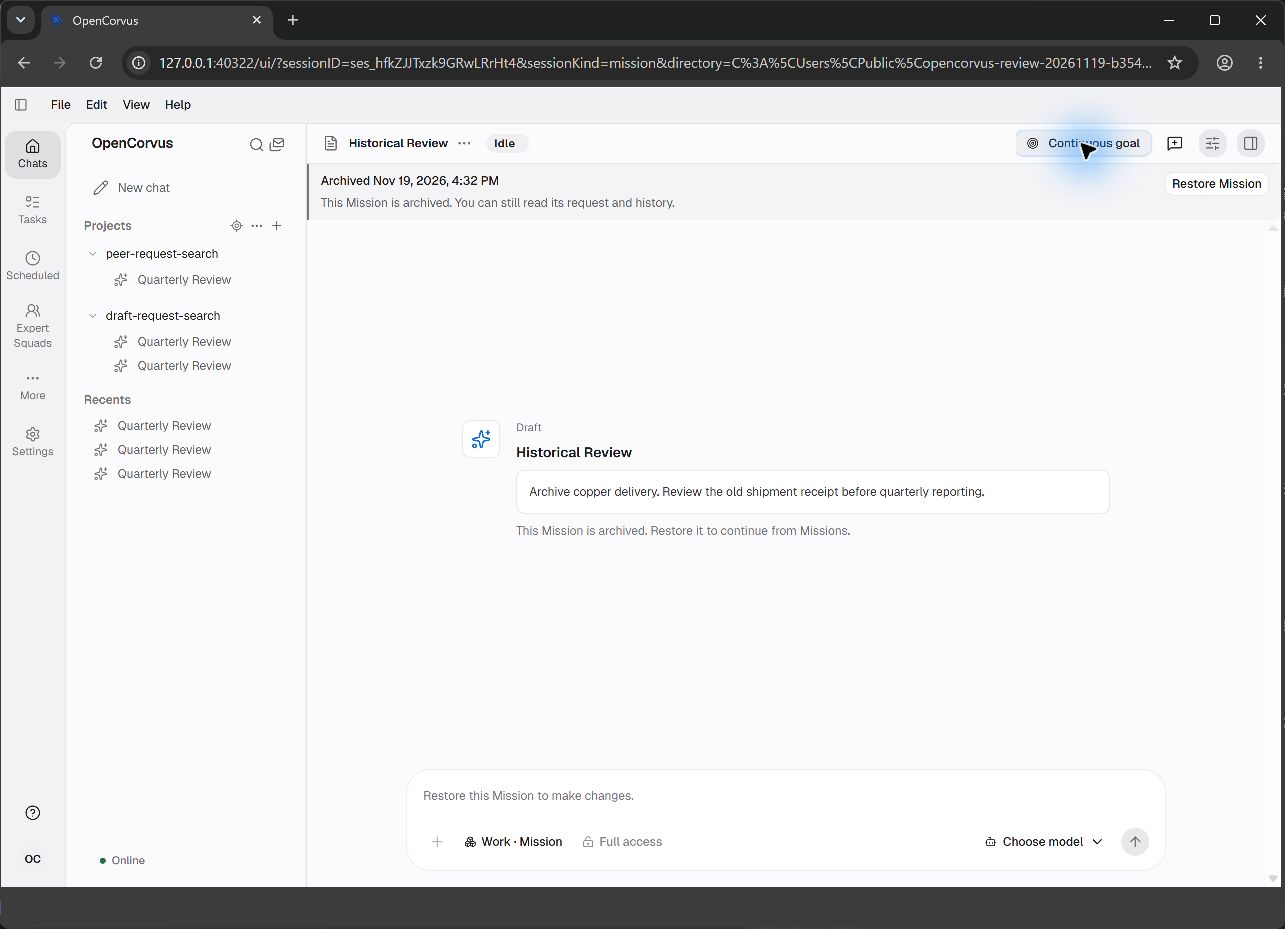 OpenCorvus
127.0.0.1:40322/ui/?sessionID=ses_hfkZJJTxzk9GRwLRrHt4&sessionKind=mission&directory=C%3A%5CUsers%5CPublic%5Copencorvus-review-20261119-b354...
File Edit View Help
Chats
Tasks
Scheduled
Expert
Squads
More
Settings
OC
OpenCorvus
New chat
Projects
peer-request-search
Quarterly Review
draft-request-search
Quarterly Review
Quarterly Review
Recents
Quarterly Review
Quarterly Review
Quarterly Review
Online
Historical Review ··· Idle
Continuous goal
Archived Nov 19, 2026, 4:32 PM
This Mission is archived. You can still read its request and history.
Restore Mission
Draft
Historical Review
Archive copper delivery. Review the old shipment receipt before quarterly reporting.
This Mission is archived. Restore it to continue from Missions.
Restore this Mission to make changes.
Work · Mission Full access Choose model